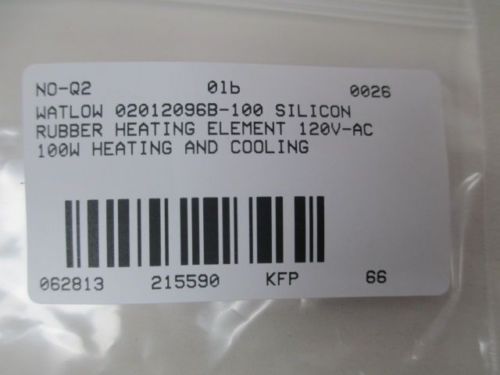 NO-Q2 01b 0026
WATLOW 02012096B-100 SILICON
RUBBER HEATING ELEMENT 120V-AC
100W HEATING AND COOLING
062813 215590 KFP 66